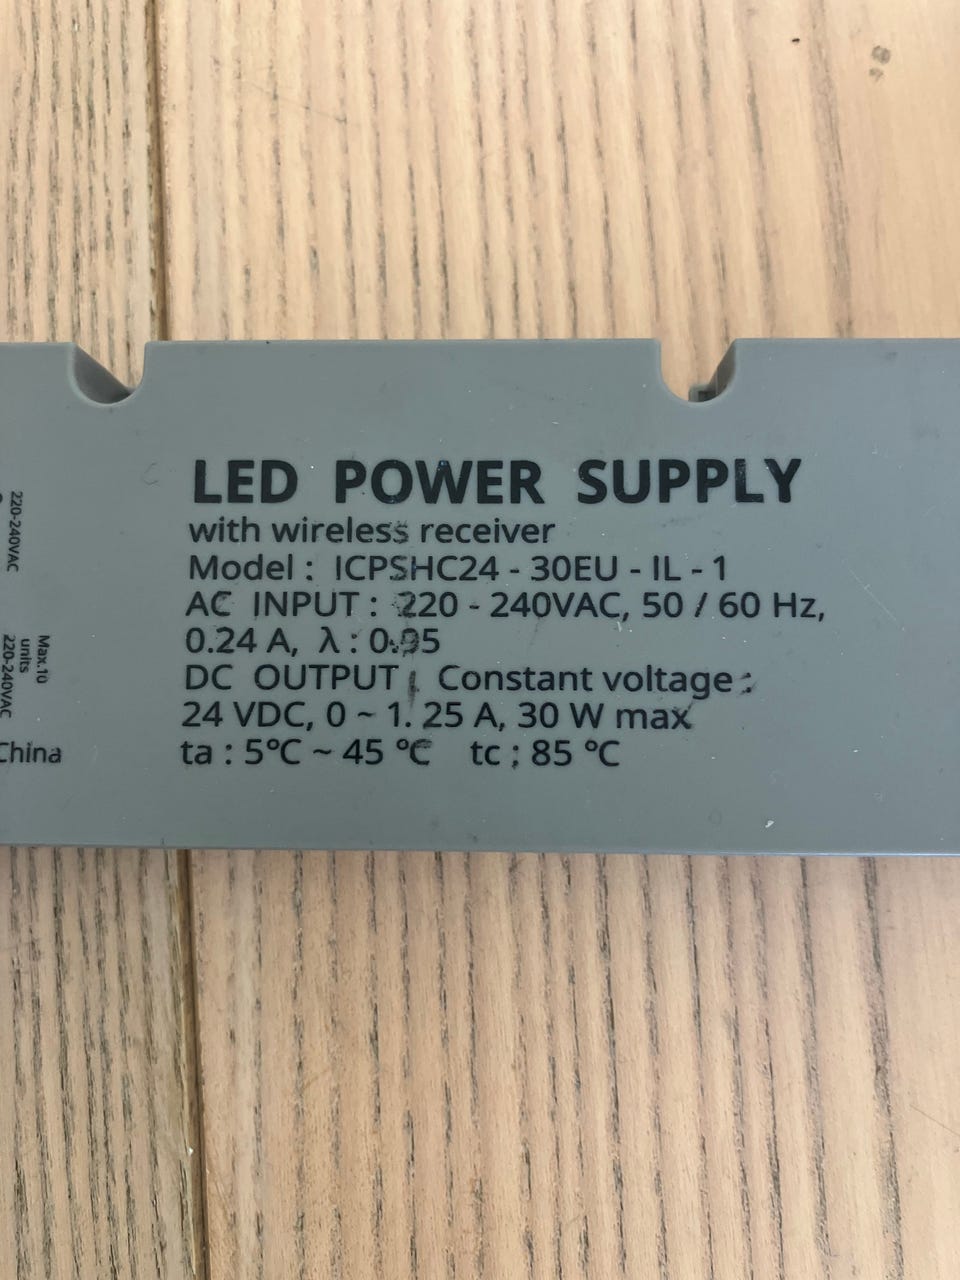 LED POWER SUPPLY
with wireless receiver
Model : ICPSHC24 - 30EU - IL - 1
AC INPUT : 220 - 240VAC, 50 / 60 Hz,
0.24 A, λ : 0.95
DC OUTPUT : Constant voltage :
24 VDC, 0 ~ 1. 25 A, 30 W max
ta : 5℃ ~ 45 ℃ tc : 85 ℃
220-240VAC
Max.10
units
220-240VAC
China